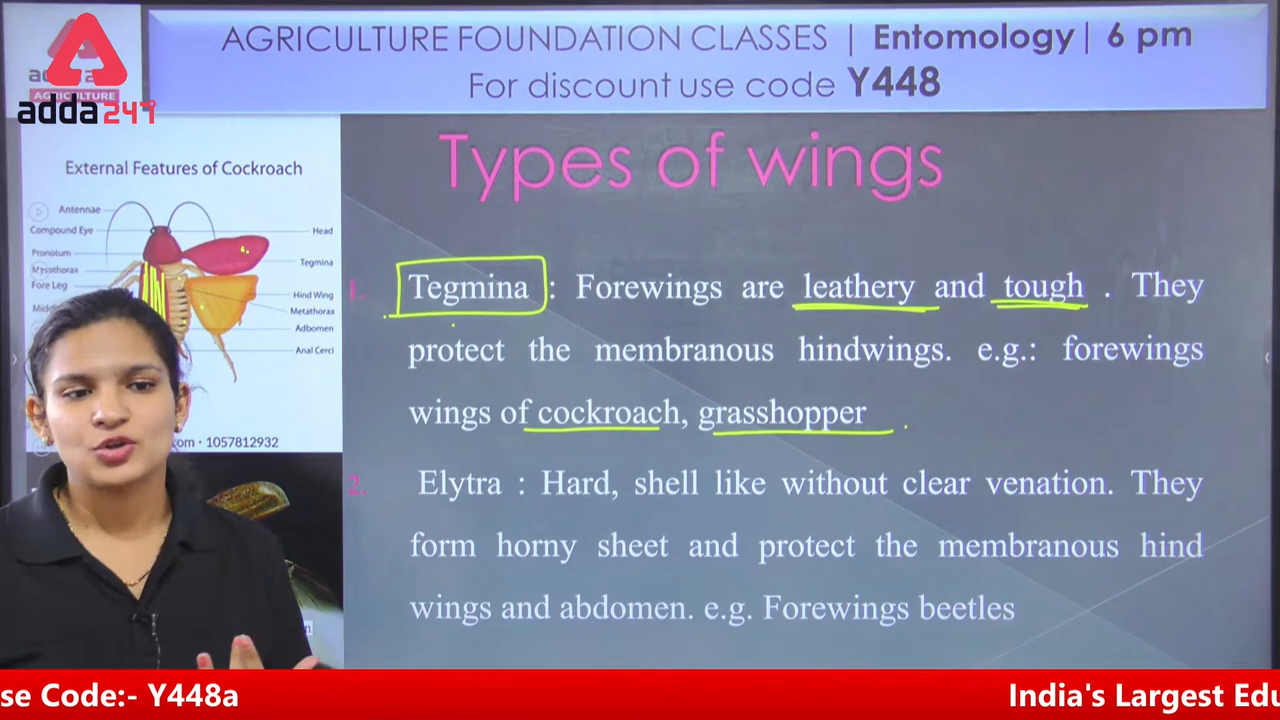 AGRICULTURE FOUNDATION CLASSES | Entomology| 6 pm
For discount use code Y448
AGRICULTURE
adda247
External Features of Cockroach
Antennae
Compound Eye
Pronotum
Mesothorax
Fore Leg
Head
Tegmina
Hind Wing
Metathorax
Adbomen
Anal Cerci
com · 1057812932
Types of wings
1. Tegmina : Forewings are leathery and tough . They
protect the membranous hindwings. e.g.: forewings
wings of cockroach, grasshopper
2. Elytra : Hard, shell like without clear venation. They
form horny sheet and protect the membranous hind
wings and abdomen. e.g. Forewings beetles
se Code:- Y448a
India's Largest Edu